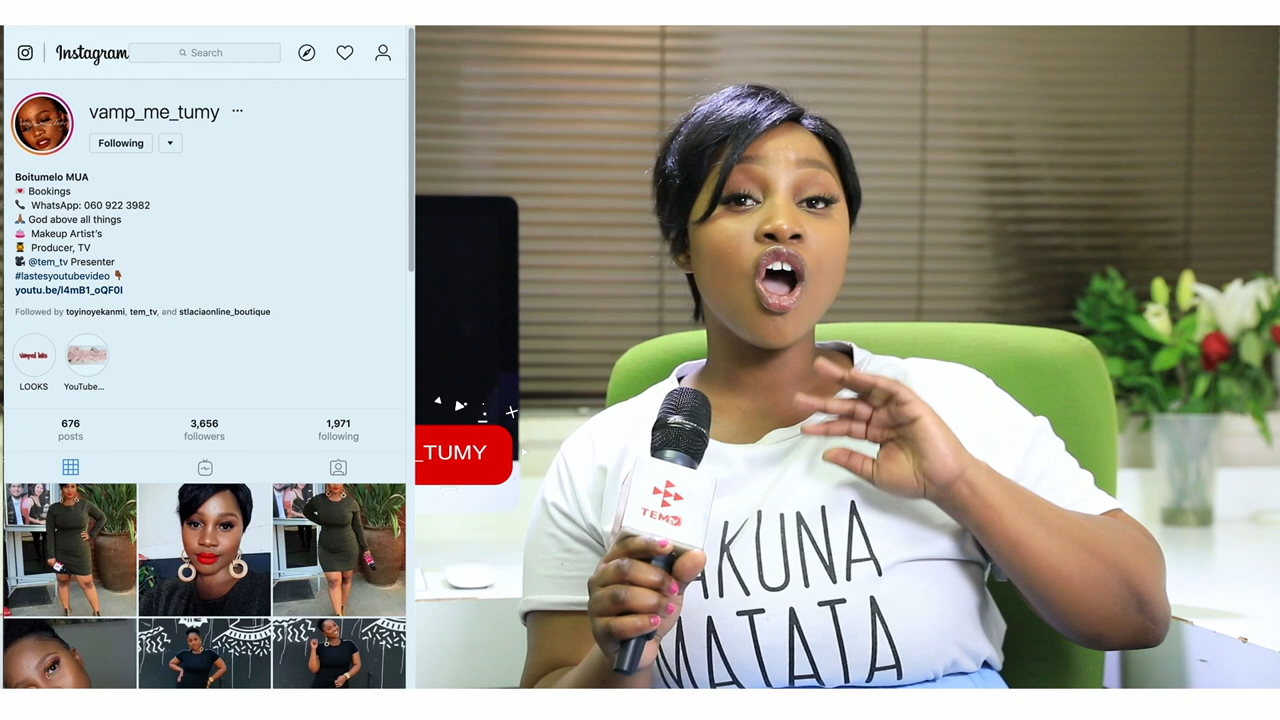 Instagram
Search
vamp_me_tumy ...
Following
Boitumelo MUA
Bookings
WhatsApp: 060 922 3982
God above all things
Makeup Artist's
Producer, TV
@tem_tv Presenter
#lastesyoutubevideo
youtu.be/l4mB1_oQF0I
Followed by toyinoyekanmi, tem_tv, and stlaciaonline_boutique
LOOKS
YouTube...
676
posts
3,656
followers
1,971
following
_TUMY
TEMTV
AKUNA
MATATA